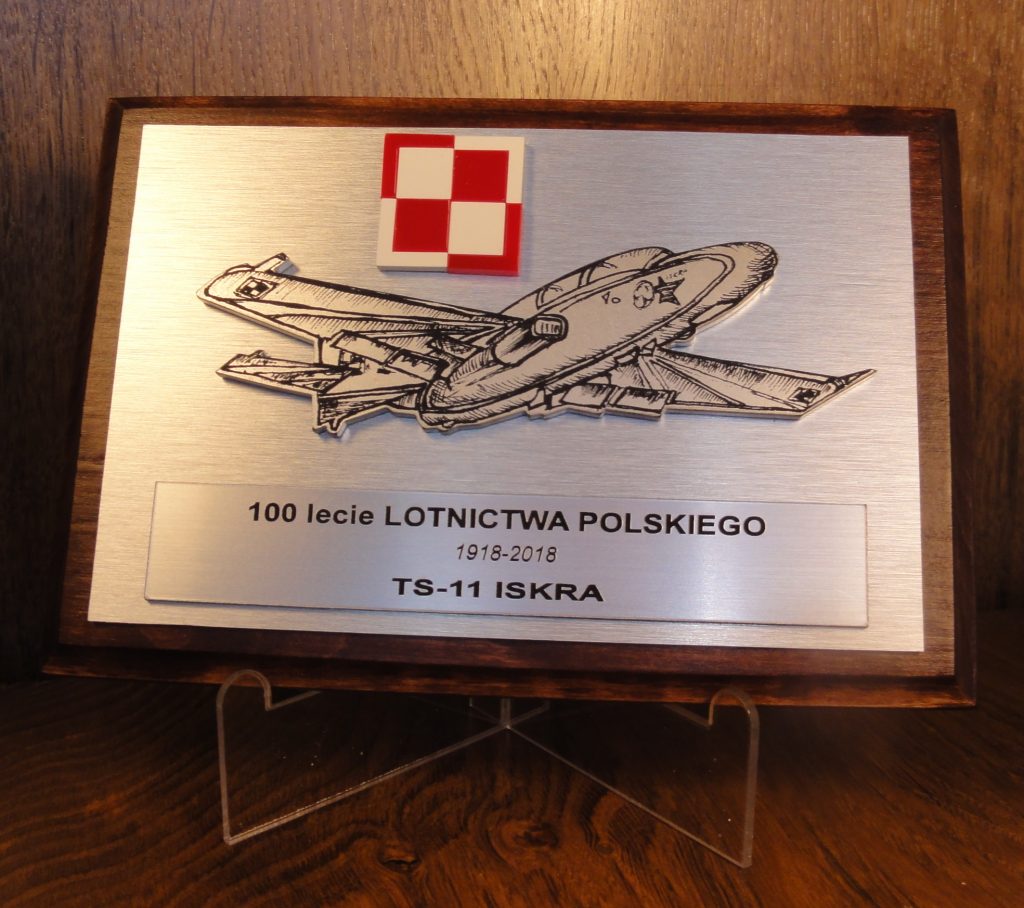 100 lecie LOTNICTWA POLSKIEGO
1918-2018
TS-11 ISKRA